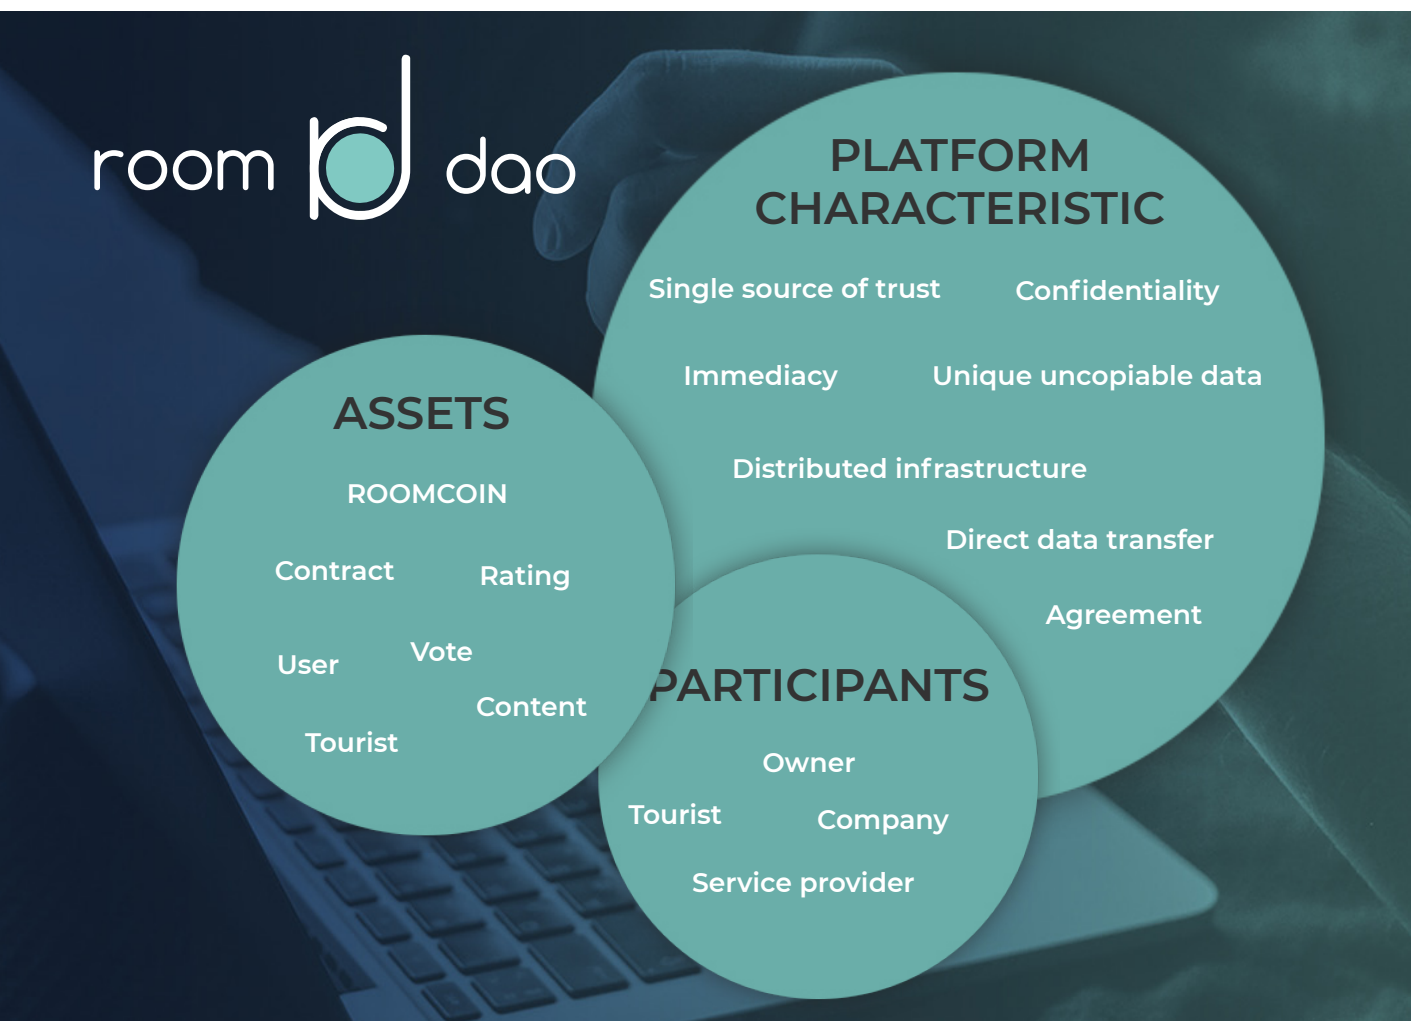 room dao
PLATFORM
CHARACTERISTIC
Single source of trust
Confidentiality
Immediacy
Unique uncopiable data
Distributed infrastructure
Direct data transfer
Agreement
ASSETS
ROOMCOIN
Contract
Rating
User
Vote
Content
Tourist
PARTICIPANTS
Owner
Tourist
Company
Service provider